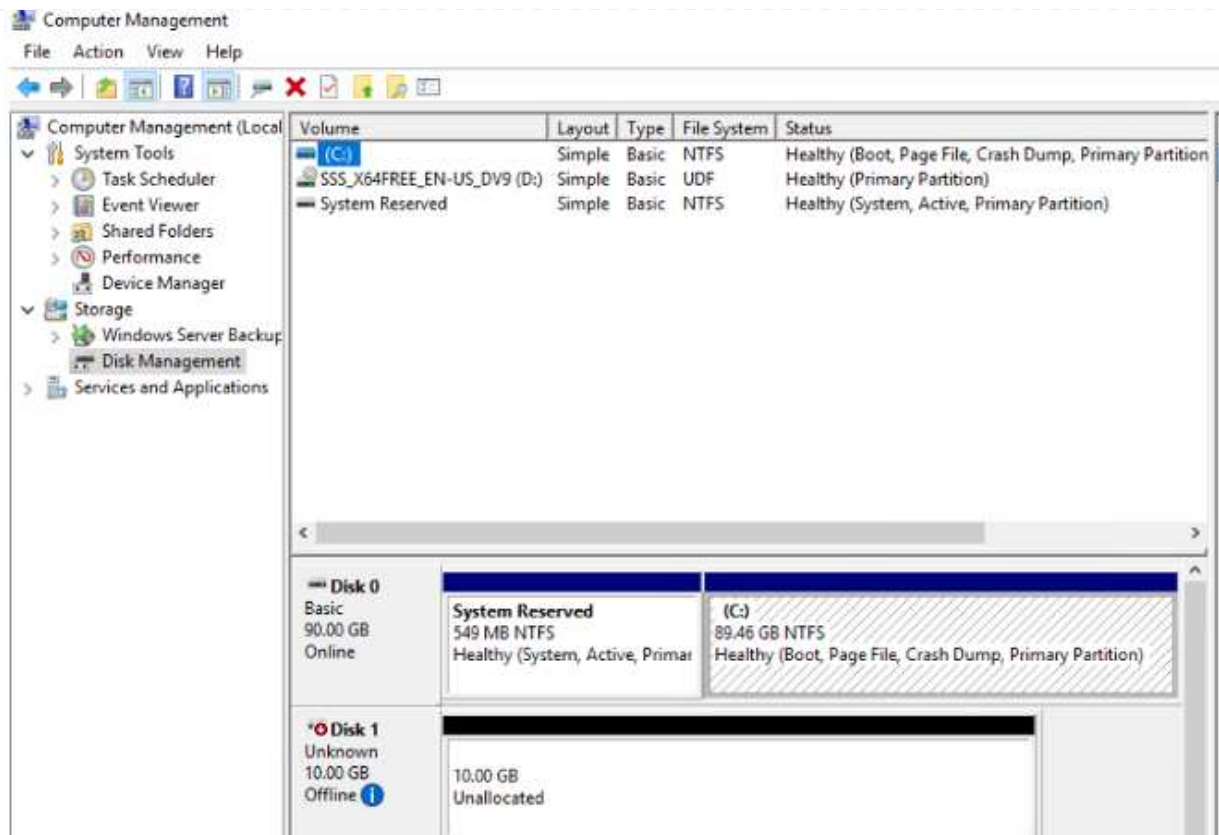 Computer Management
File Action View Help
Computer Management (Local
System Tools
Task Scheduler
Event Viewer
Shared Folders
Performance
Device Manager
Storage
Windows Server Backup
Disk Management
Services and Applications
Volume Layout Type File System Status
(C:) Simple Basic NTFS Healthy (Boot, Page File, Crash Dump, Primary Partition
SSS_X64FREE_EN-US_DV9 (D:) Simple Basic UDF Healthy (Primary Partition)
System Reserved Simple Basic NTFS Healthy (System, Active, Primary Partition)
Disk 0
Basic
90.00 GB
Online
System Reserved
549 MB NTFS
Healthy (System, Active, Primar
(C:)
89.46 GB NTFS
Healthy (Boot, Page File, Crash Dump, Primary Partition)
Disk 1
Unknown
10.00 GB
Offline
10.00 GB
Unallocated